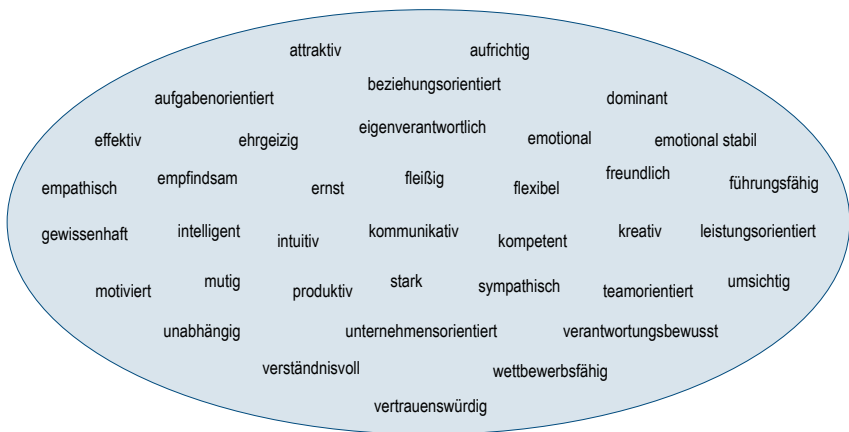 attraktiv aufrichtig
beziehungsorientiert
aufgabenorientiert dominant
eigenverantwortlich
effektiv ehrgeizig emotional emotional stabil
freundlich
empathisch empfindsam ernst fleißig flexibel führungsfähig
gewissenhaft intelligent intuitiv kommunikativ kompetent kreativ leistungsorientiert
motiviert mutig produktiv stark sympathisch teamorientiert umsichtig
unabhängig unternehmensorientiert verantwortungsbewusst
verständnisvoll wettbewerbsfähig
vertrauenswürdig